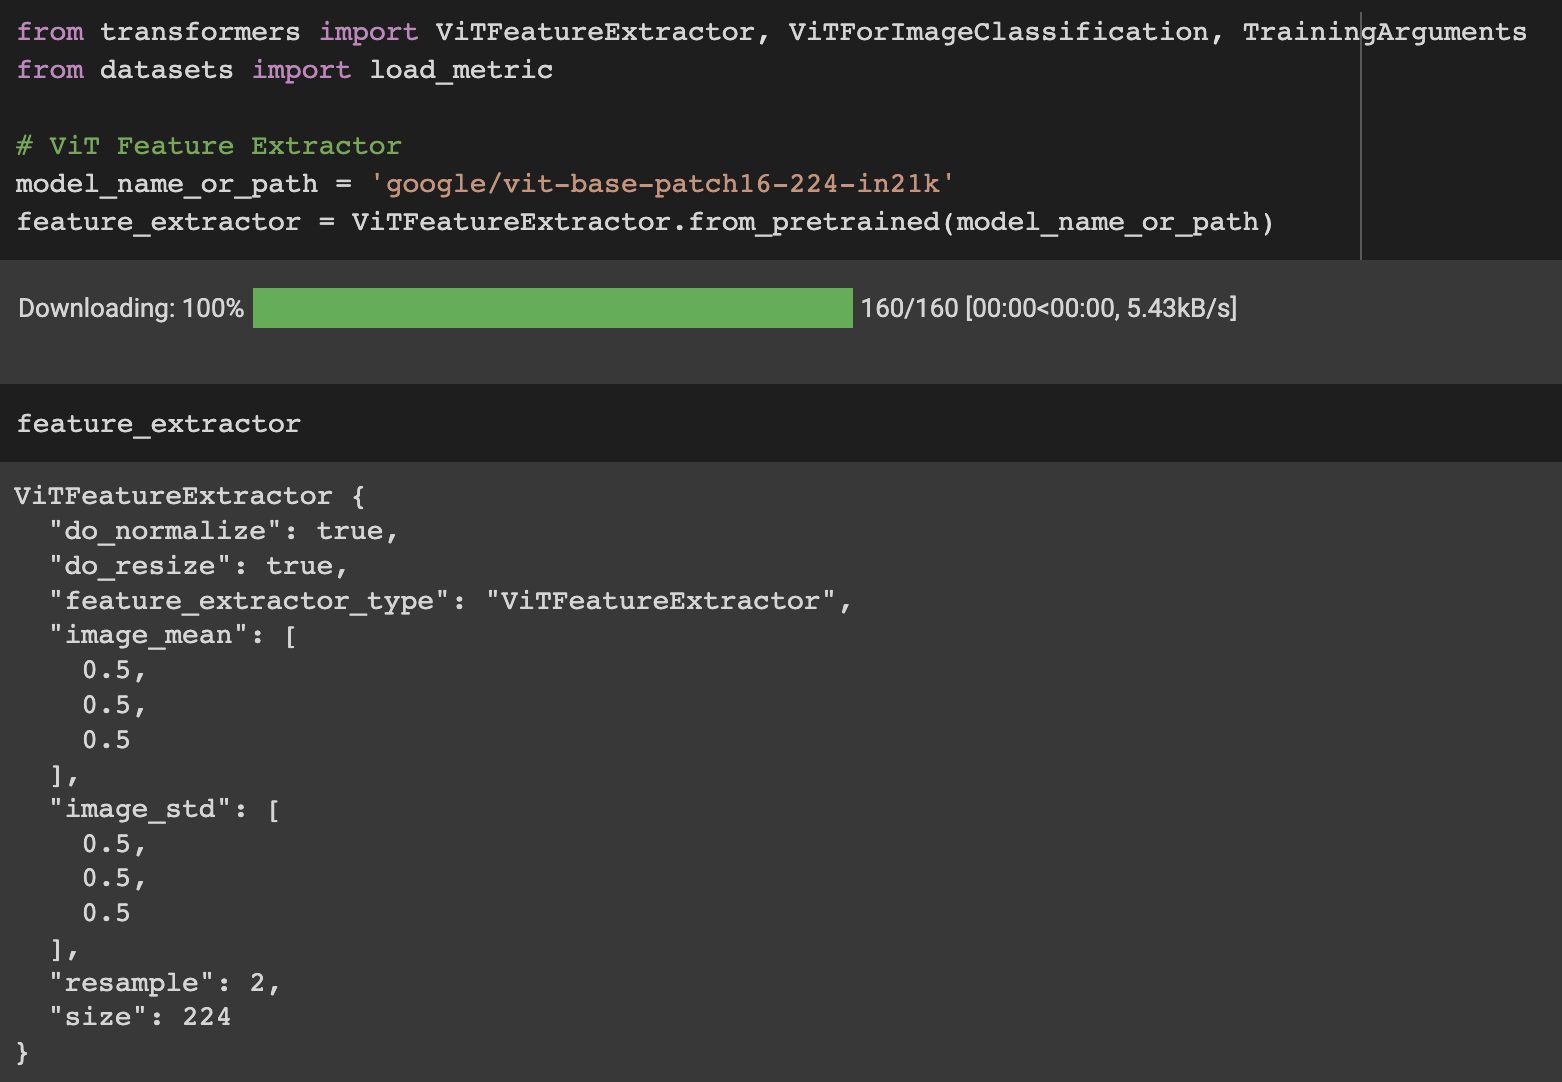 from transformers import ViTFeatureExtractor, ViTForImageClassification, TrainingArguments
from datasets import load_metric
# ViT Feature Extractor
model_name_or_path = 'google/vit-base-patch16-224-in21k'
feature_extractor = ViTFeatureExtractor.from_pretrained(model_name_or_path)
Downloading: 100% 160/160 [00:00<00:00, 5.43kB/s]
feature_extractor
ViTFeatureExtractor {
  "do_normalize": true,
  "do_resize": true,
  "feature_extractor_type": "ViTFeatureExtractor",
  "image_mean": [
    0.5,
    0.5,
    0.5
  ],
  "image_std": [
    0.5,
    0.5,
    0.5
  ],
  "resample": 2,
  "size": 224
}